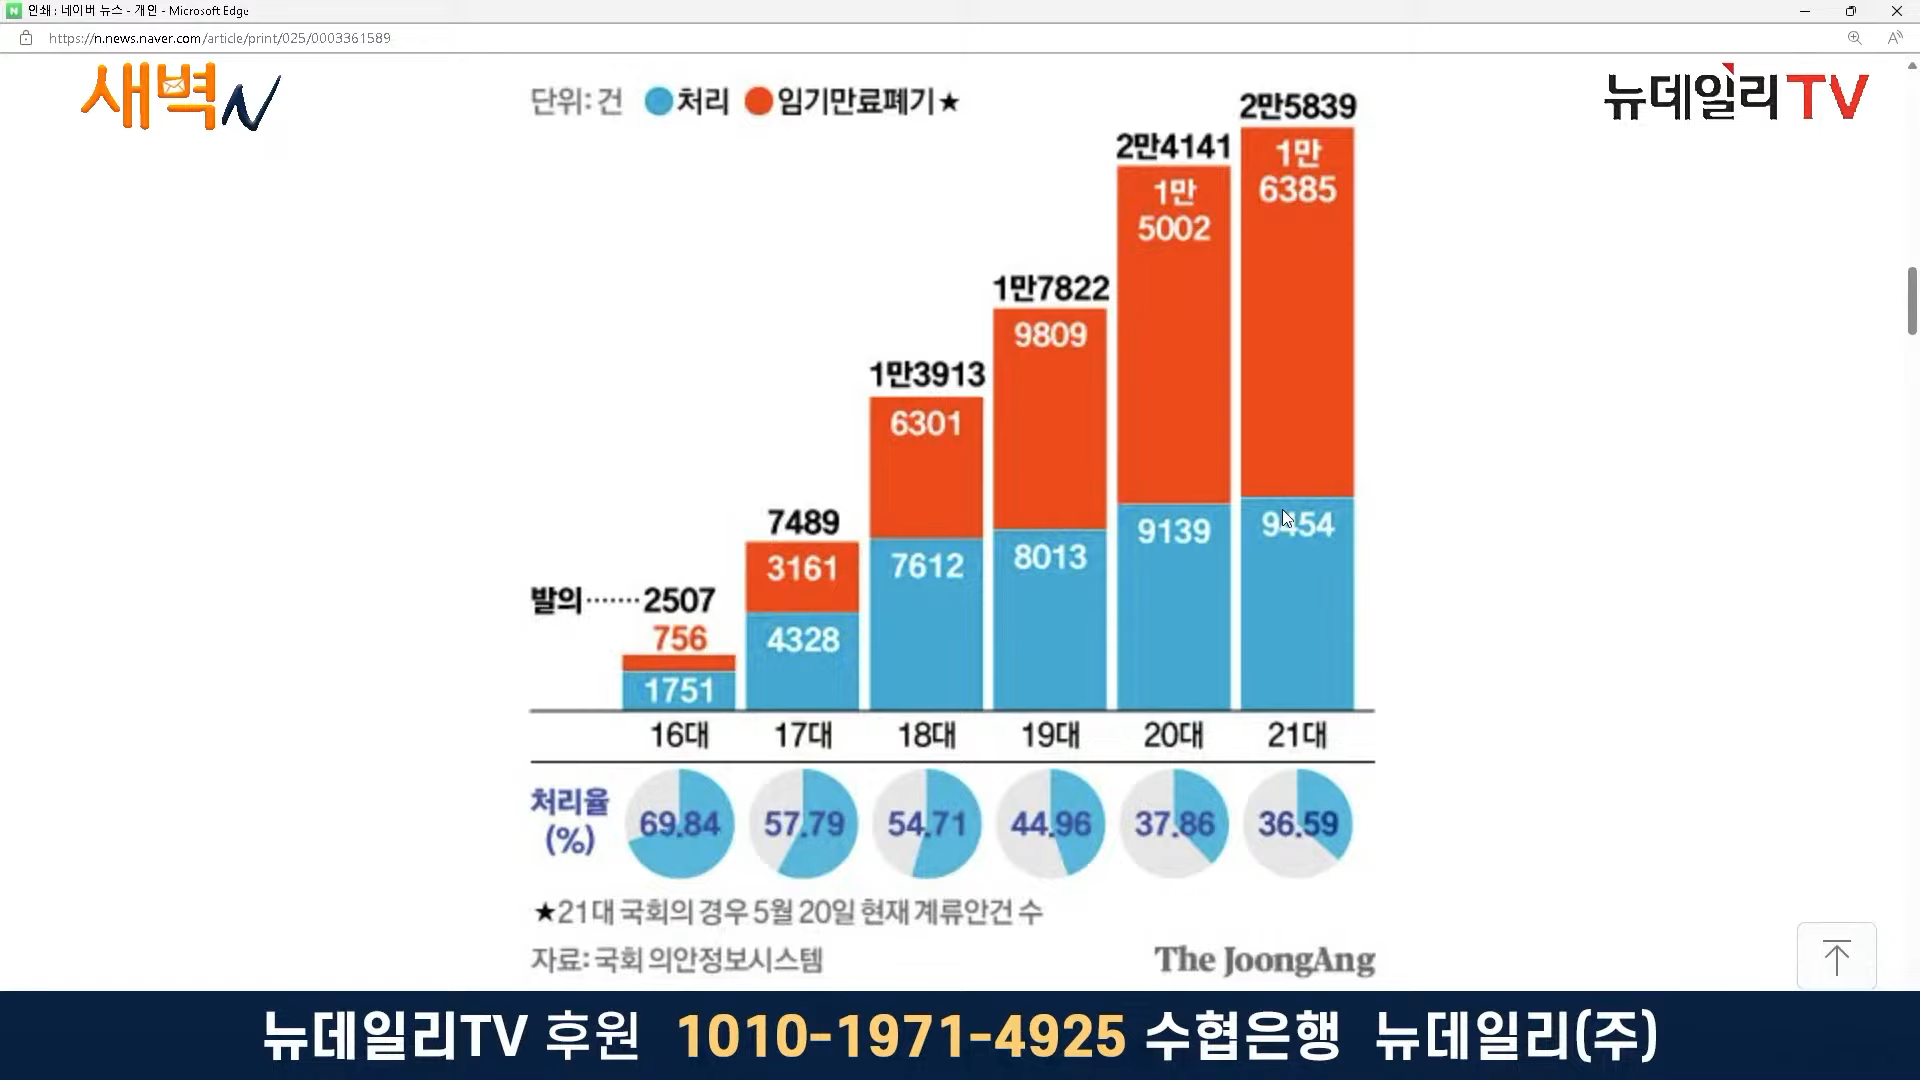 인쇄 : 네이버 뉴스 - 개인 - Microsoft Edge
https://n.news.naver.com/article/print/025/0003361589
새벽N
뉴데일리TV
단위: 건 처리 임기만료폐기★
2만5839
2만4141
1만
6385
1만
5002
1만7822
9809
1만3913
6301
7489
3161
발의·······2507
756
1751
4328
7612
8013
9139
9454
16대 17대 18대 19대 20대 21대
처리율
(%)
69.84 57.79 54.71 44.96 37.86 36.59
★21대 국회의 경우 5월 20일 현재 계류안건 수
자료: 국회 의안정보시스템 The JoongAng
뉴데일리TV 후원 1010-1971-4925 수협은행 뉴데일리(주)